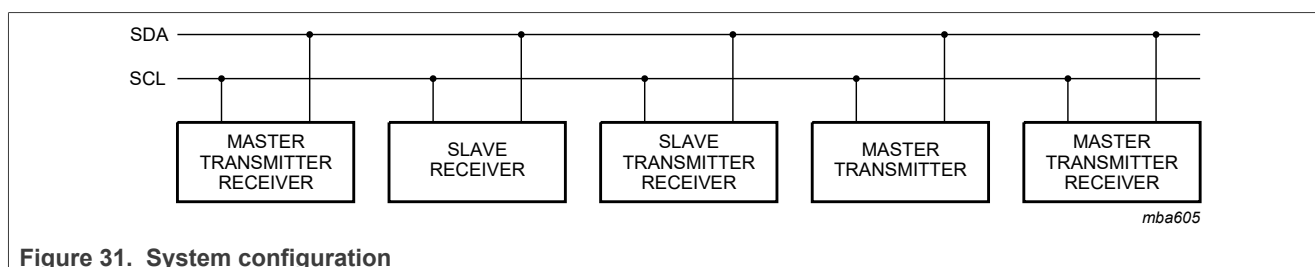 SDA
SCL
MASTER
TRANSMITTER
RECEIVER
SLAVE
RECEIVER
SLAVE
TRANSMITTER
RECEIVER
MASTER
TRANSMITTER
MASTER
TRANSMITTER
RECEIVER
mba605
Figure 31. System configuration